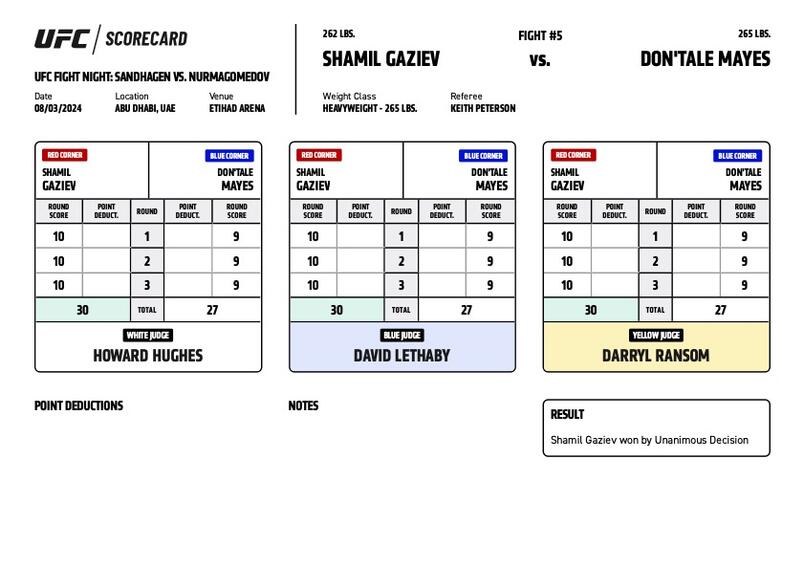 UFC / SCORECARD
UFC FIGHT NIGHT: SANDHAGEN VS. NURMAGOMEDOV
Date Location Venue
08/03/2024 ABU DHABI, UAE ETIHAD ARENA
262 LBS. FIGHT #5 265 LBS.
SHAMIL GAZIEV vs. DON'TALE MAYES
Weight Class Referee
HEAVYWEIGHT - 265 LBS. KEITH PETERSON
RED CORNER BLUE CORNER
SHAMIL DON'TALE
GAZIEV MAYES
ROUND POINT ROUND POINT ROUND
SCORE DEDUCT. DEDUCT. SCORE
10 1 9
10 2 9
10 3 9
30 TOTAL 27
WHITE JUDGE
HOWARD HUGHES
RED CORNER BLUE CORNER
SHAMIL DON'TALE
GAZIEV MAYES
ROUND POINT ROUND POINT ROUND
SCORE DEDUCT. DEDUCT. SCORE
10 1 9
10 2 9
10 3 9
30 TOTAL 27
BLUE JUDGE
DAVID LETHABY
RED CORNER BLUE CORNER
SHAMIL DON'TALE
GAZIEV MAYES
ROUND POINT ROUND POINT ROUND
SCORE DEDUCT. DEDUCT. SCORE
10 1 9
10 2 9
10 3 9
30 TOTAL 27
YELLOW JUDGE
DARRYL RANSOM
POINT DEDUCTIONS
NOTES
RESULT
Shamil Gaziev won by Unanimous Decision